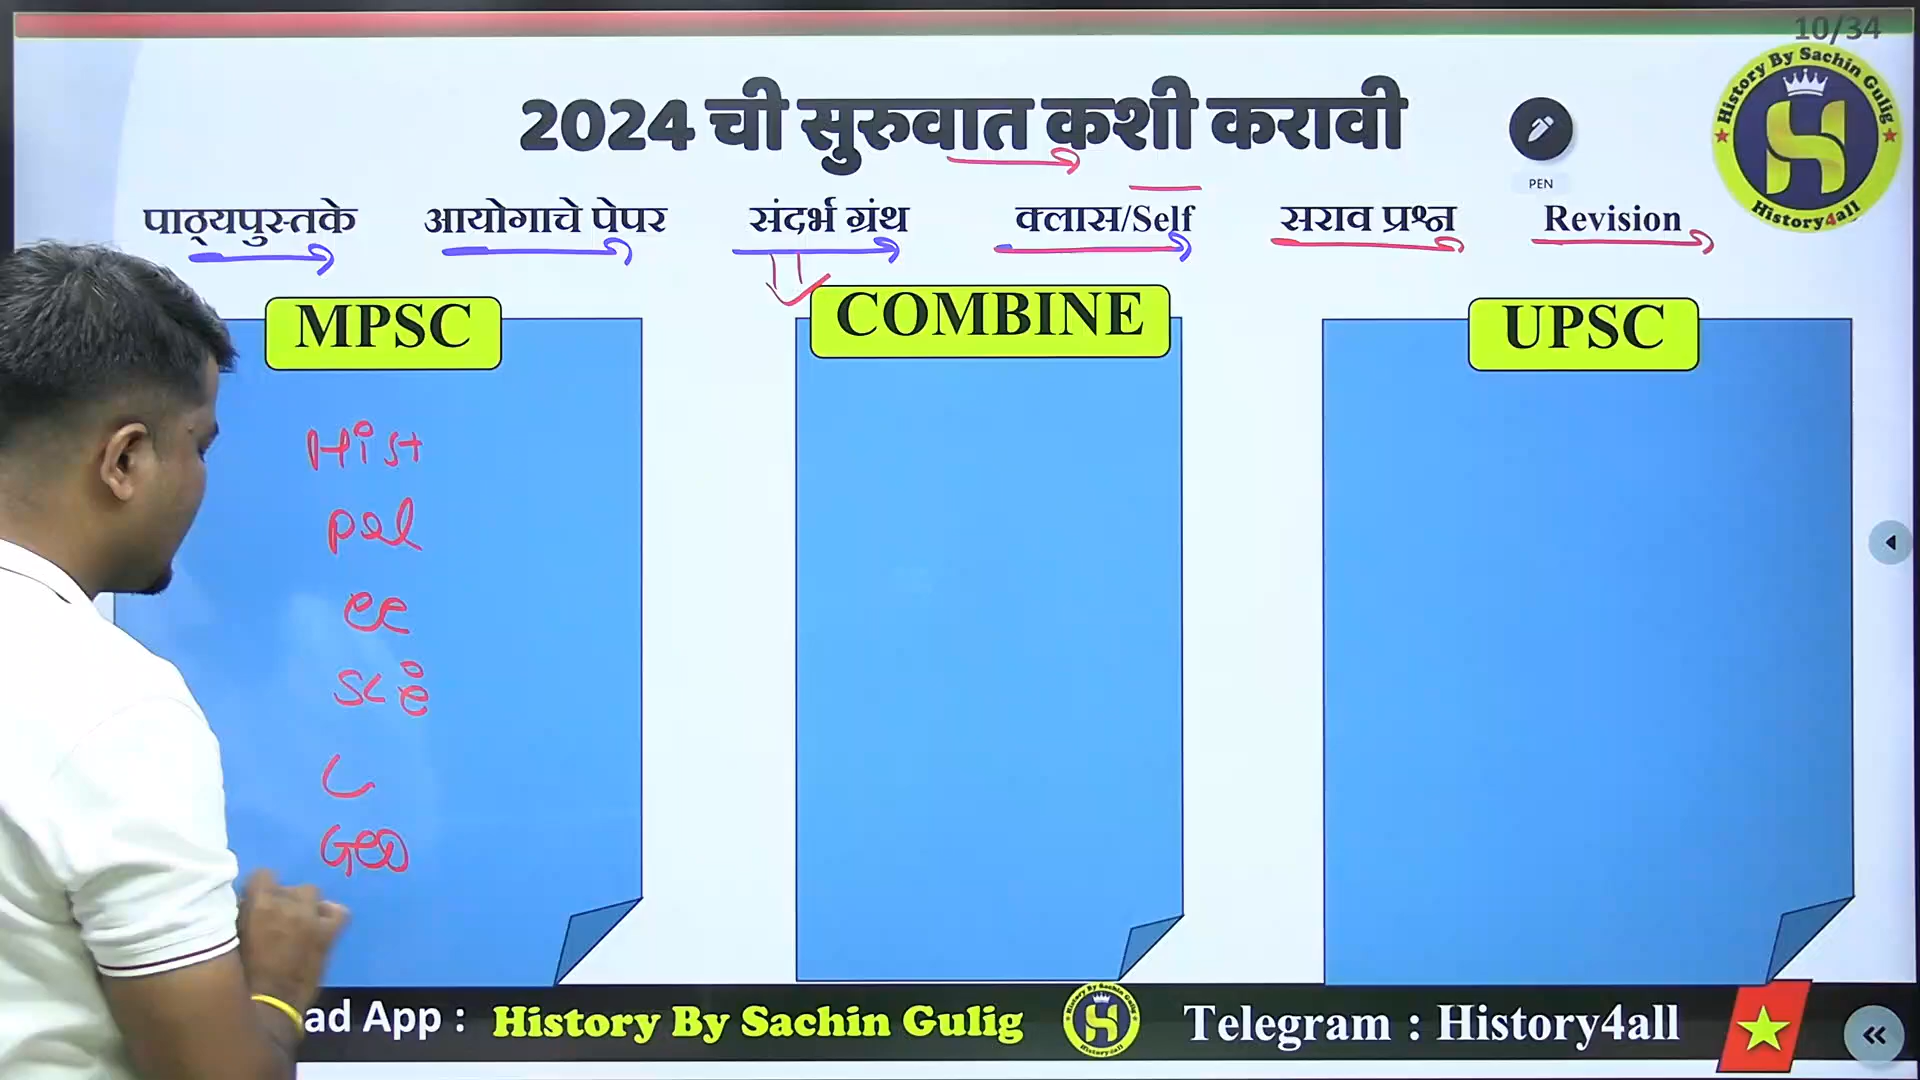 10/34
2024 ची सुरुवात कशी करावी
PEN
History By Sachin Gulig
History4all
पाठ्यपुस्तके आयोगाचे पेपर संदर्भ ग्रंथ क्लास/Self सराव प्रश्न Revision
MPSC COMBINE UPSC
Hist
pol
ec
Sci
C
Geo
ad App : History By Sachin Gulig Telegram : History4all